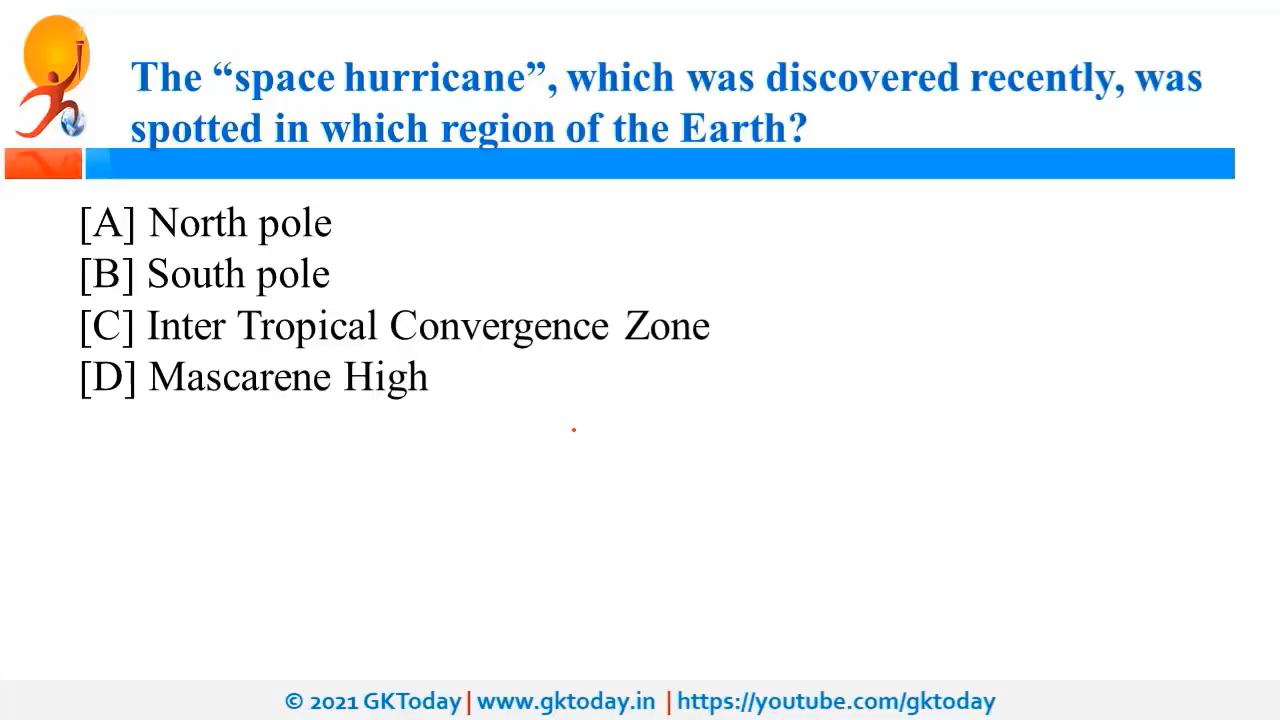 The “space hurricane”, which was discovered recently, was
spotted in which region of the Earth?
[A] North pole
[B] South pole
[C] Inter Tropical Convergence Zone
[D] Mascarene High
© 2021 GKToday | www.gktoday.in | https://youtube.com/gktoday